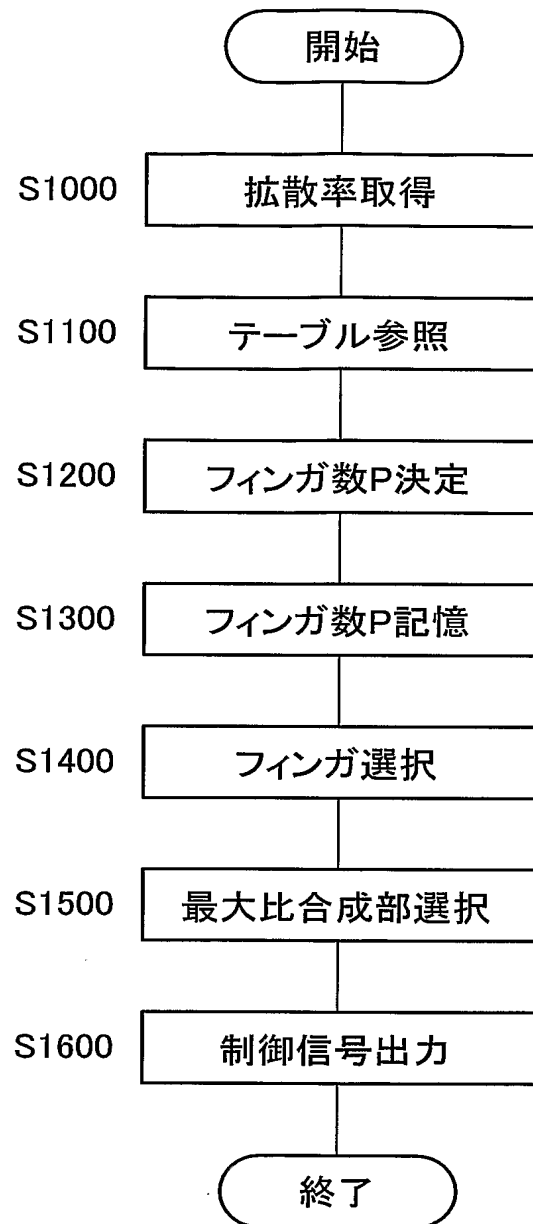 開始
S1000 拡散率取得
S1100 テーブル参照
S1200 フィンガ数P決定
S1300 フィンガ数P記憶
S1400 フィンガ選択
S1500 最大比合成部選択
S1600 制御信号出力
終了